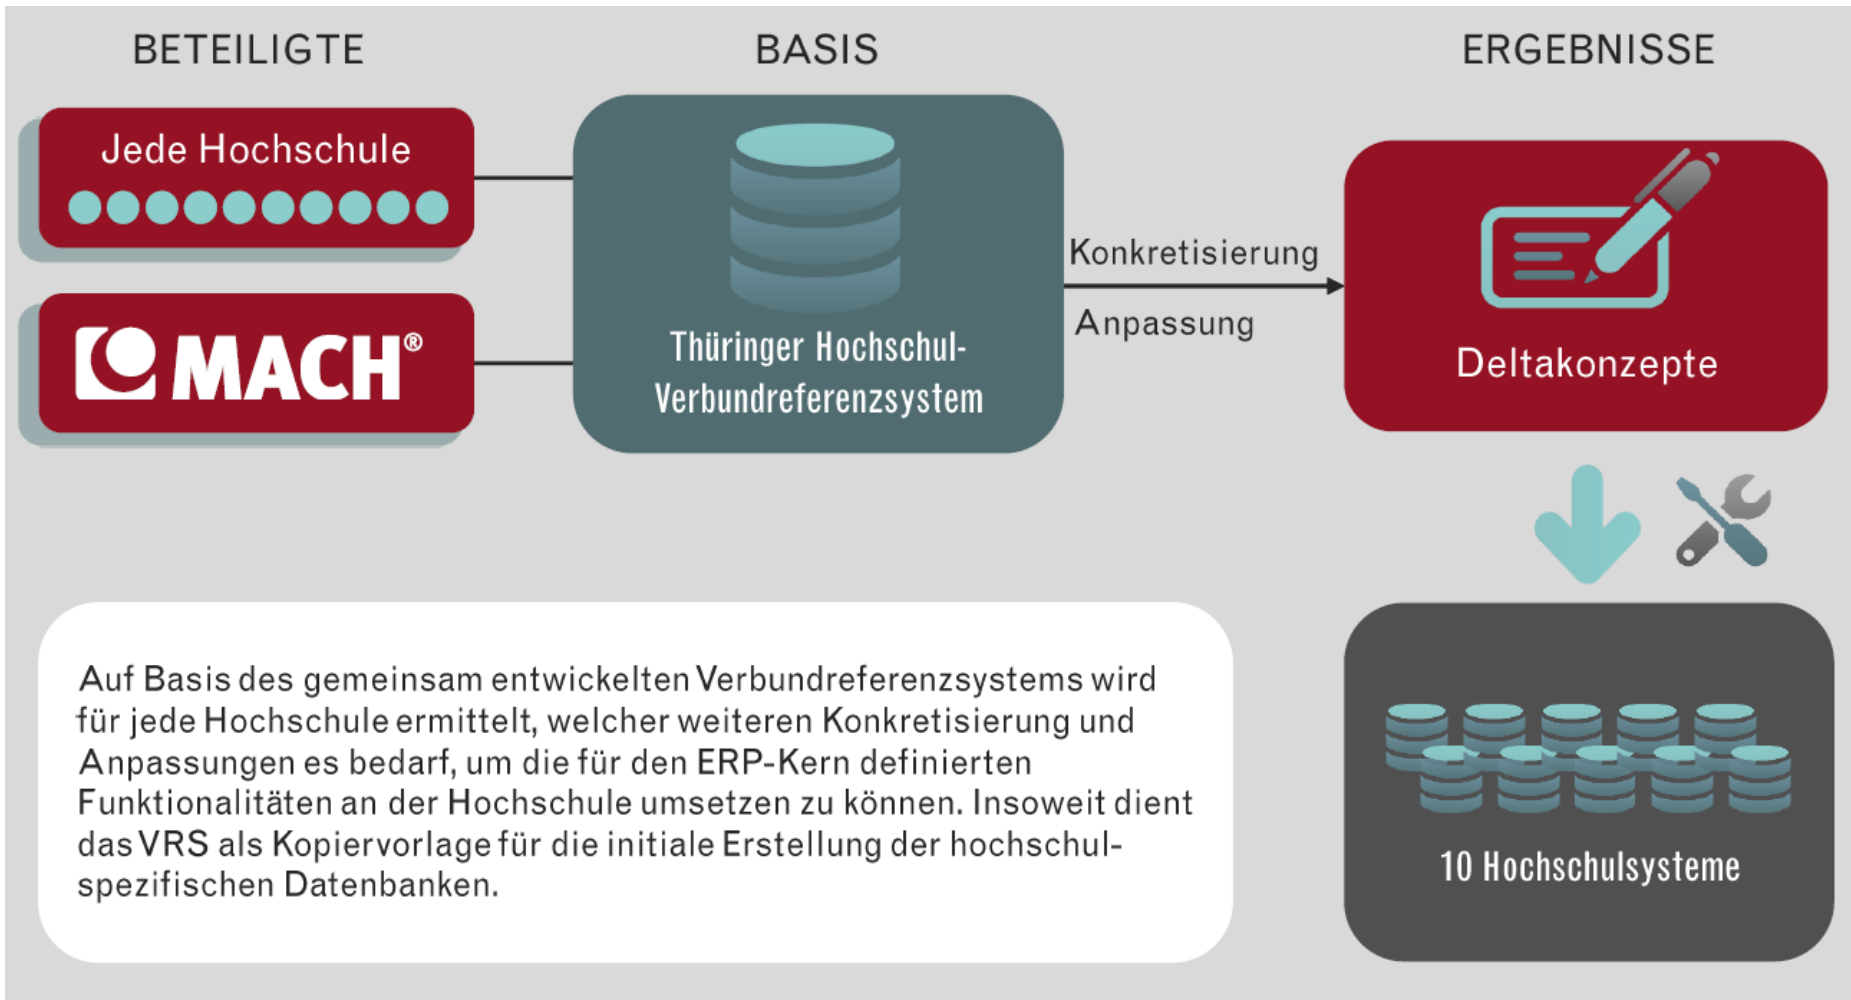 BETEILIGTE
BASIS
ERGEBNISSE
Jede Hochschule
MACH®
Thüringer Hochschul-
Verbundreferenzsystem
Konkretisierung
Anpassung
Deltakonzepte
Auf Basis des gemeinsam entwickelten Verbundreferenzsystems wird
für jede Hochschule ermittelt, welcher weiteren Konkretisierung und
Anpassungen es bedarf, um die für den ERP-Kern definierten
Funktionalitäten an der Hochschule umsetzen zu können. Insoweit dient
das VRS als Kopiervorlage für die initiale Erstellung der hochschul-
spezifischen Datenbanken.
10 Hochschulsysteme